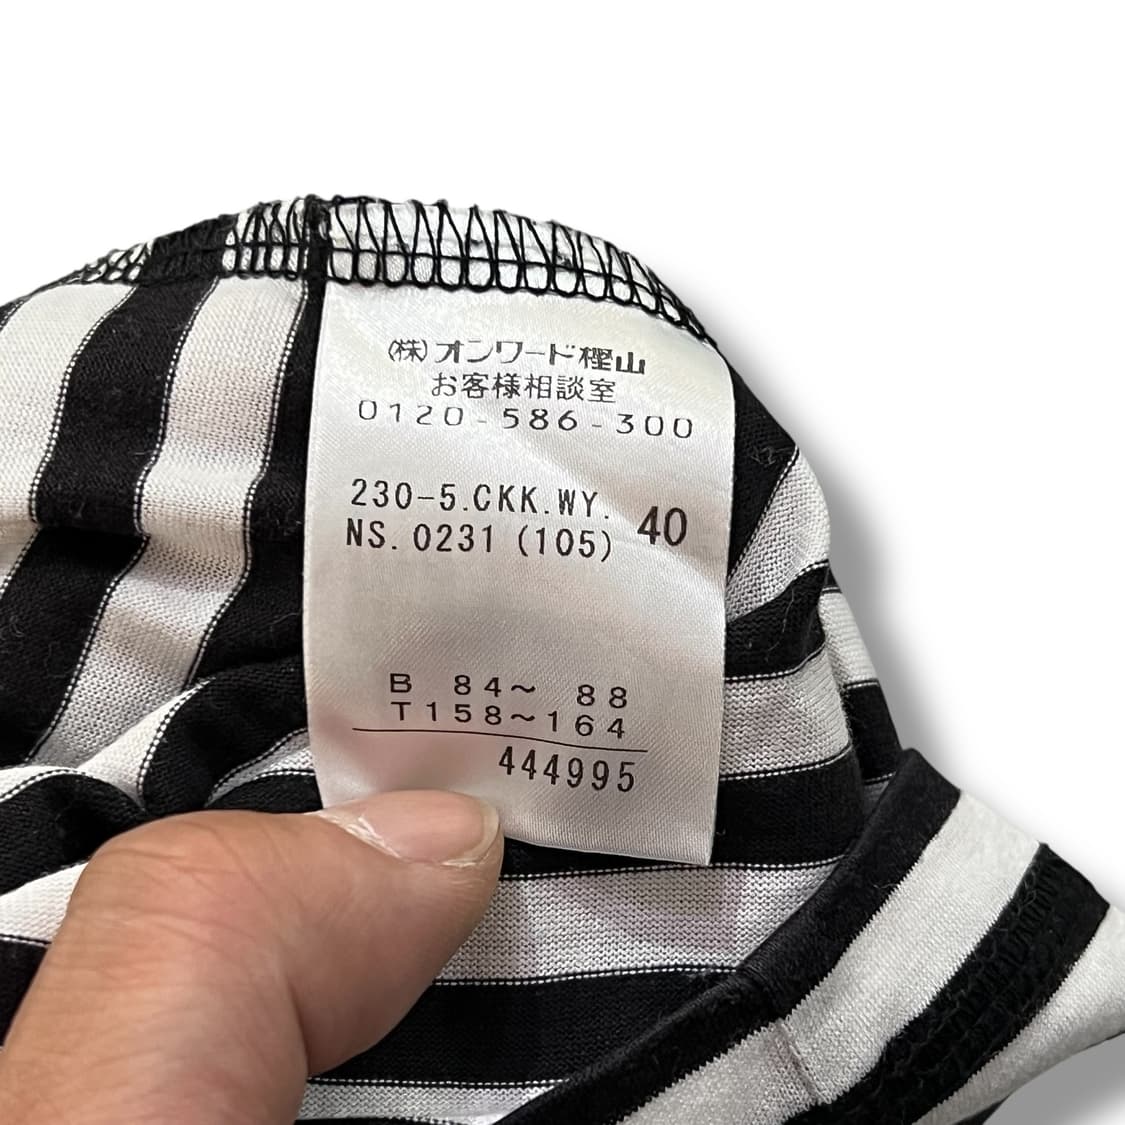 (株)オンワード樫山
お客様相談室
0120-586-300
230-5.CKK.WY. 40
NS.0231 (105)
B 84～ 88
T158～164
444995